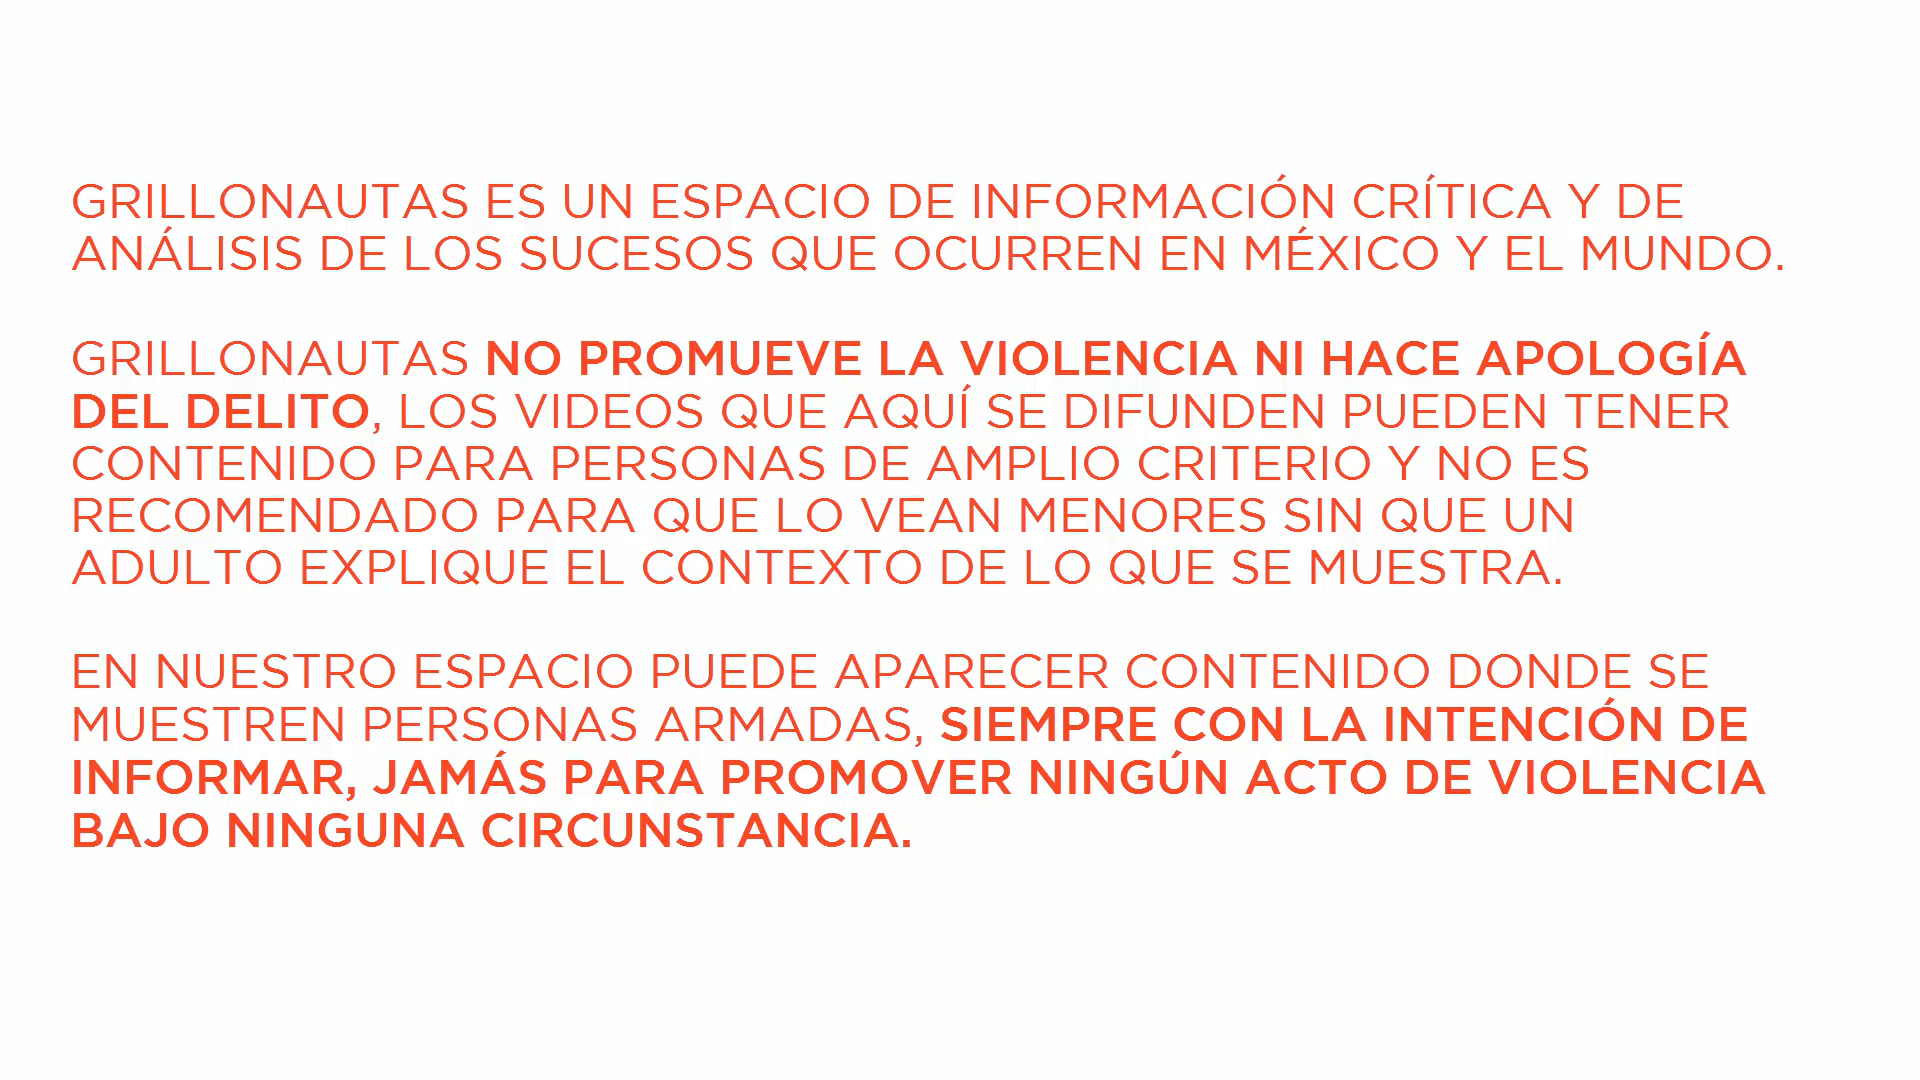 GRILLONAUTAS ES UN ESPACIO DE INFORMACIÓN CRÍTICA Y DE
ANÁLISIS DE LOS SUCESOS QUE OCURREN EN MÉXICO Y EL MUNDO.
GRILLONAUTAS NO PROMUEVE LA VIOLENCIA NI HACE APOLOGÍA
DEL DELITO, LOS VIDEOS QUE AQUÍ SE DIFUNDEN PUEDEN TENER
CONTENIDO PARA PERSONAS DE AMPLIO CRITERIO Y NO ES
RECOMENDADO PARA QUE LO VEAN MENORES SIN QUE UN
ADULTO EXPLIQUE EL CONTEXTO DE LO QUE SE MUESTRA.
EN NUESTRO ESPACIO PUEDE APARECER CONTENIDO DONDE SE
MUESTREN PERSONAS ARMADAS, SIEMPRE CON LA INTENCIÓN DE
INFORMAR, JAMÁS PARA PROMOVER NINGÚN ACTO DE VIOLENCIA
BAJO NINGUNA CIRCUNSTANCIA.